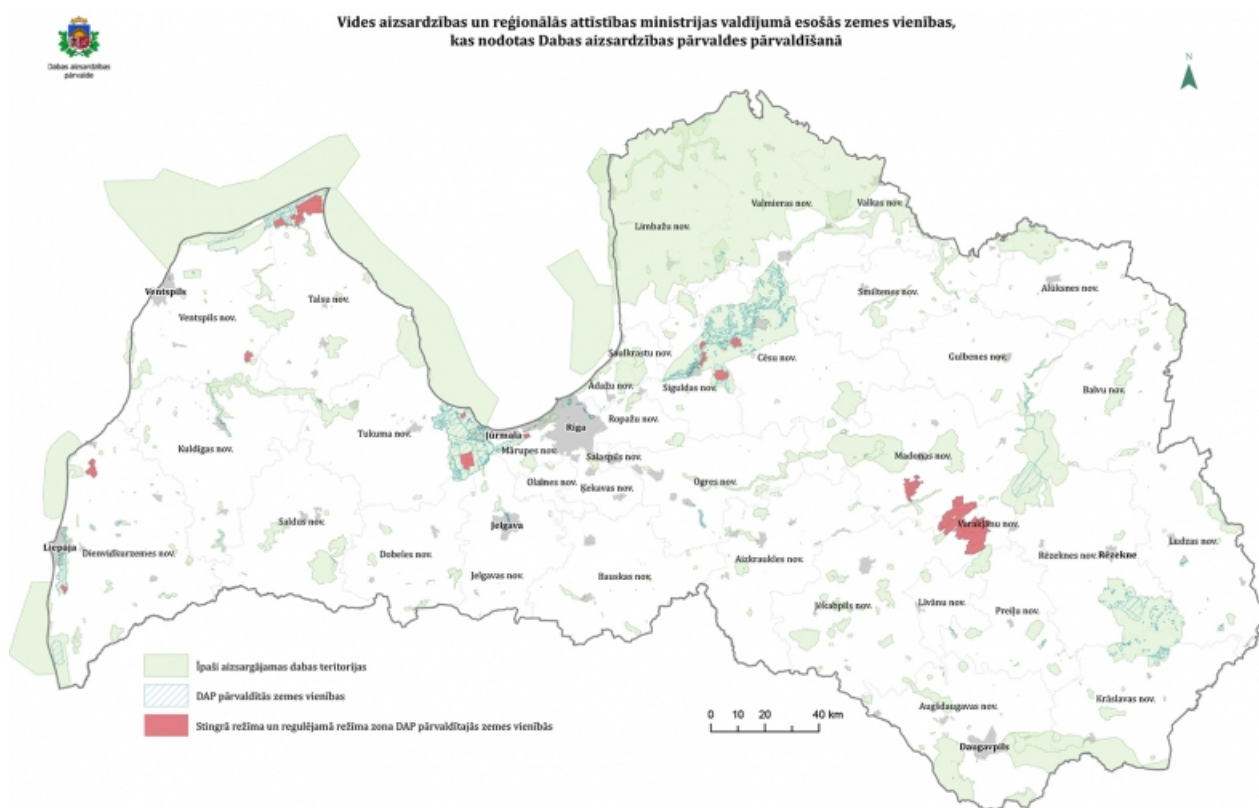 Vides aizsardzības un reģionālās attīstības ministrijas valdījumā esošās zemes vienības,
kas nodotas Dabas aizsardzības pārvaldes pārvaldīšanā
Dabas aizsardzības
pārvalde
N
Limbažu nov.
Valmieras nov.
Valkas nov.
Ventspils
Talsu nov.
Ventspils nov.
Smiltenes nov.
Alūksnes nov.
Saulkrastu nov.
Cēsu nov.
Gulbenes nov.
Siguldas nov.
Ādažu nov.
Balvu nov.
Ropažu nov.
Rīga
Tukuma nov.
Jūrmala
Kuldīgas nov.
Mārupes nov.
Salaspils nov.
Madonas nov.
Olaines nov.
Ķekavas nov.
Ogres nov.
Saldus nov.
Jelgava
Varakļānu nov.
Liepāja
Dienvidkurzemes nov.
Dobeles nov.
Aizkraukles nov.
Rēzeknes nov.
Rēzekne
Ludzas nov.
Jelgavas nov.
Bauskas nov.
Jēkabpils nov.
Līvānu nov.
Preiļu nov.
Īpaši aizsargājamas dabas teritorijas
DAP pārvaldītās zemes vienības
Stingrā režīma un regulējamā režīma zona DAP pārvaldītajās zemes vienībās
0 10 20 40 km
Krāslavas nov.
Augšdaugavas nov.
Daugavpils